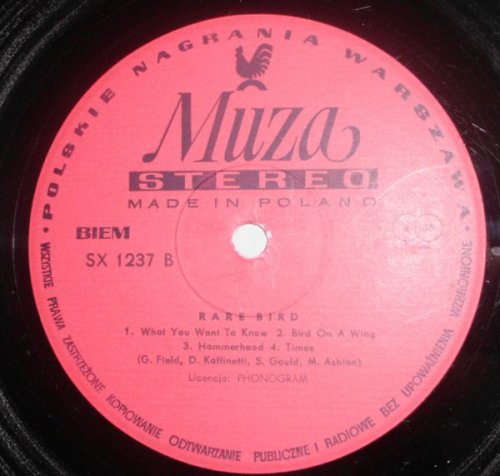 POLSKIE NAGRANIA WARSZAWA
Muza
STEREO
MADE IN POLAND
BIEM
SX 1237 B
RARE BIRD
1. What You Want To Know 2. Bird On A Wing
3. Hammerhead 4. Times
(G. Field, D. Kaffinetti, S. Gould, M. Ashton)
Licencja: PHONOGRAM
WSZYSTKIE PRAWA ZASTRZEŻONE KOPIOWANIE ODTWARZANIE PUBLICZNE I RADIOWE BEZ UPOWAŻNIENIA WZBRONIONE